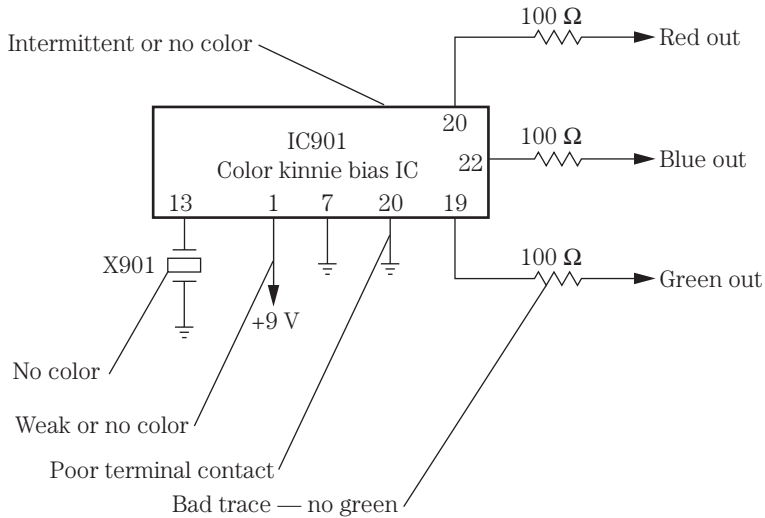 100 Ω
Red out
Intermittent or no color
20
IC901
100 Ω
Color kinnie bias IC
22
Blue out
13 1 7 20 19
100 Ω
X901
Green out
+9 V
No color
Weak or no color
Poor terminal contact
Bad trace — no green